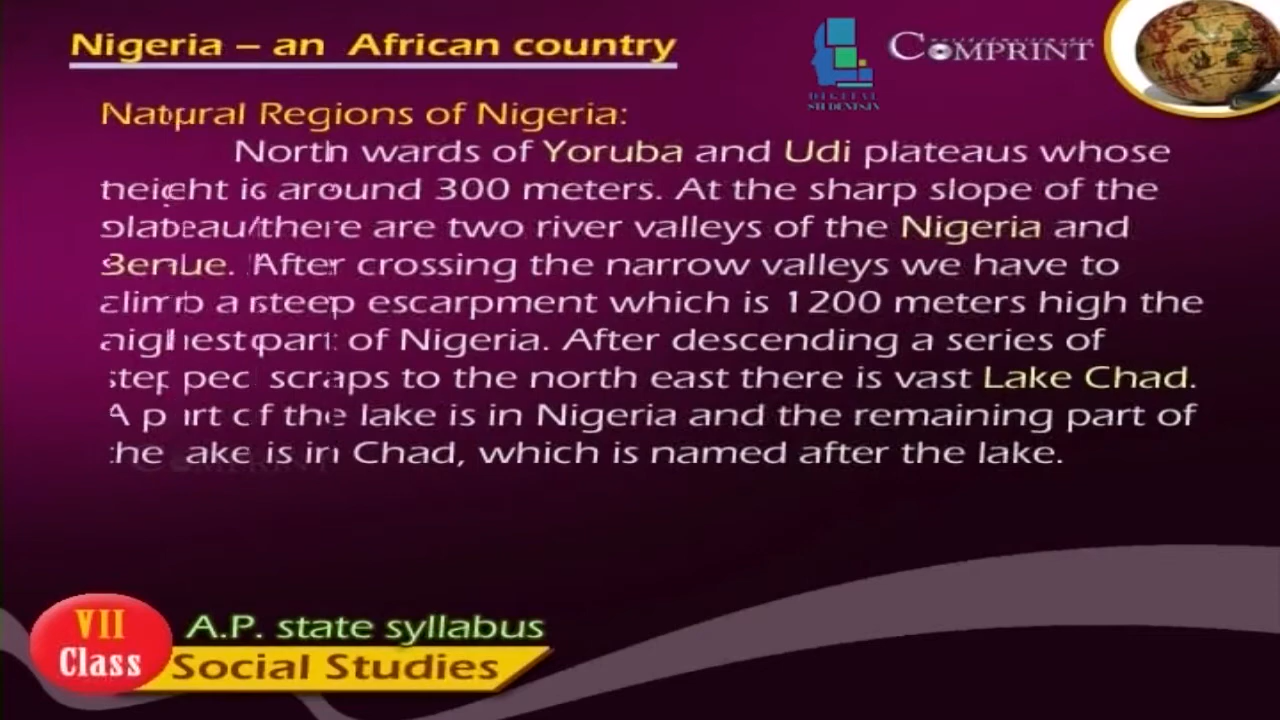 Nigeria – an African country
COMPRINT
DIGITAL
STUDENTS.IN
Natural Regions of Nigeria:
North wards of Yoruba and Udi plateaus whose
height is around 300 meters. At the sharp slope of the
plateau/there are two river valleys of the Nigeria and
Benue. After crossing the narrow valleys we have to
climb a steep escarpment which is 1200 meters high the
highest part of Nigeria. After descending a series of
stepped scraps to the north east there is vast Lake Chad.
A part of the lake is in Nigeria and the remaining part of
the lake is in Chad, which is named after the lake.
VII
Class
A.P. state syllabus
Social Studies